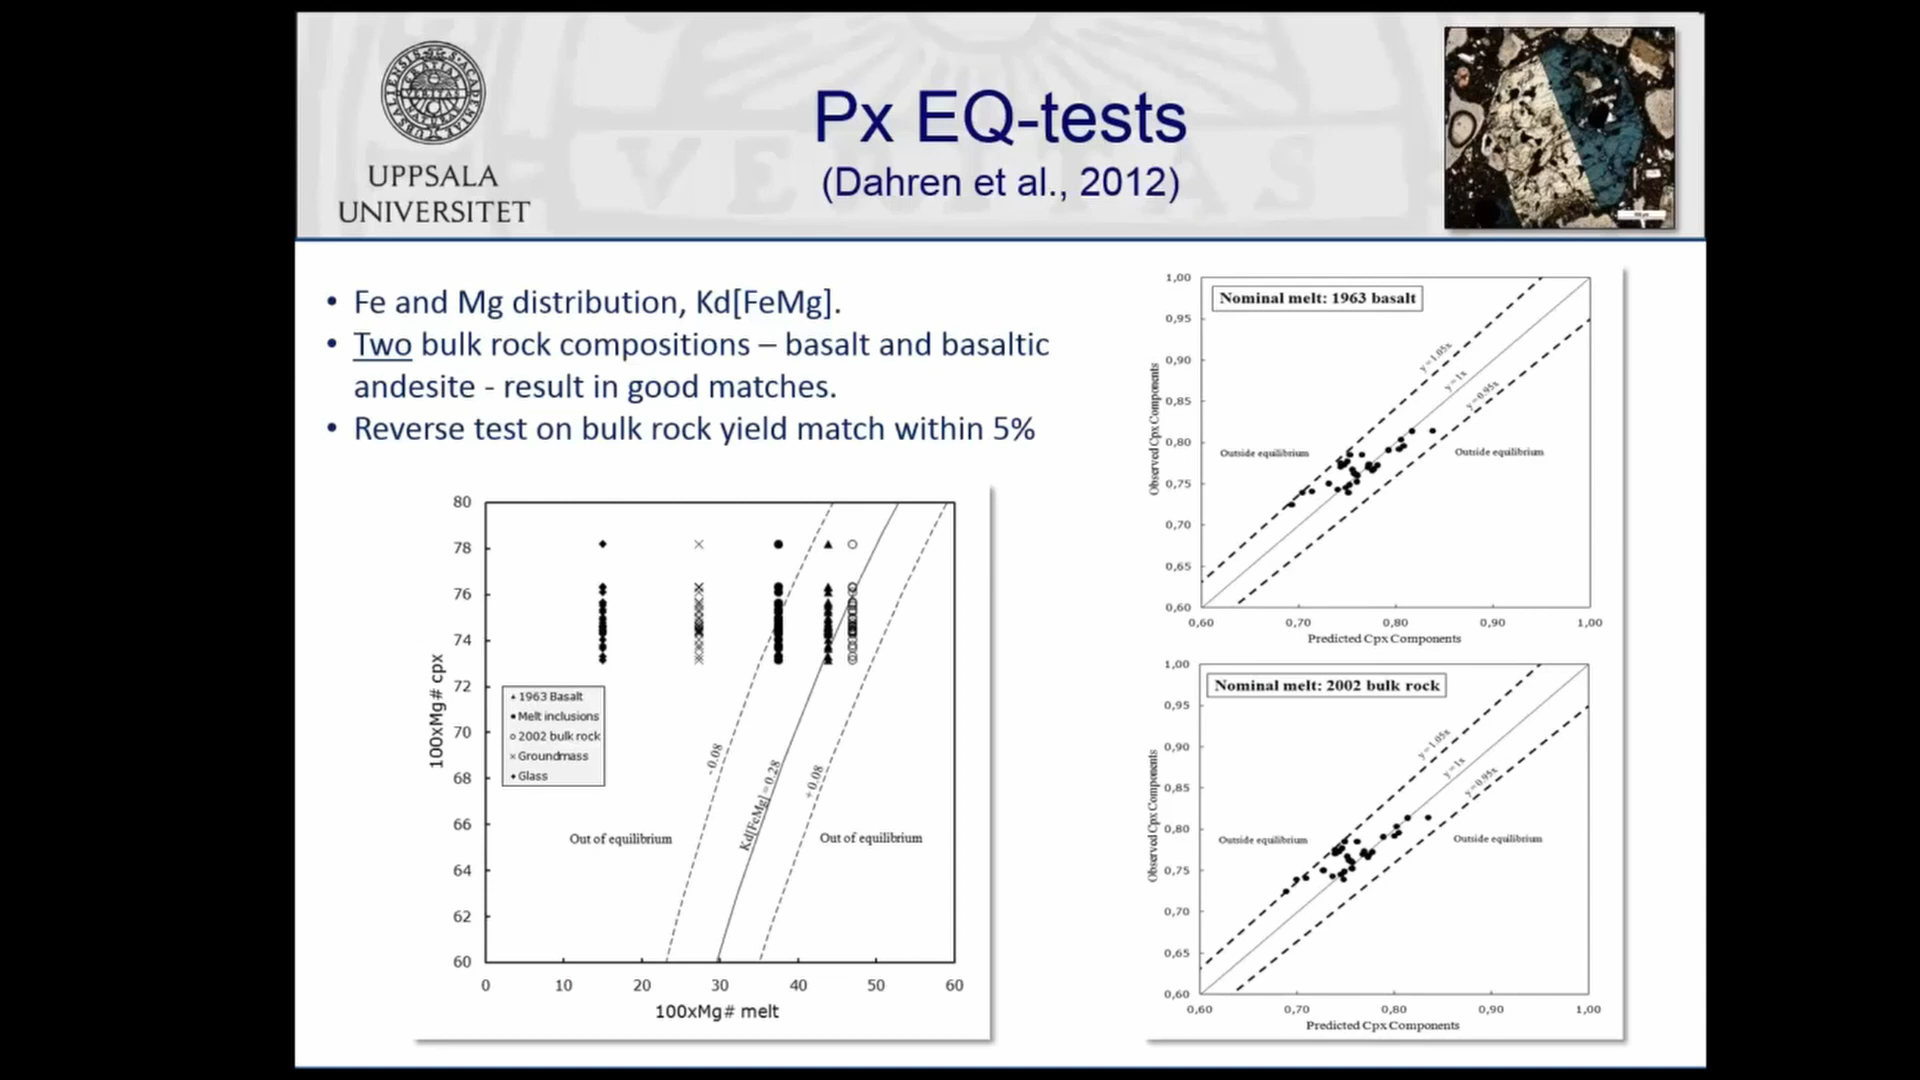 UPPSALA
UNIVERSITET
Px EQ-tests
(Dahren et al., 2012)
• Fe and Mg distribution, Kd[FeMg].
• Two bulk rock compositions – basalt and basaltic
andesite - result in good matches.
• Reverse test on bulk rock yield match within 5%
80
78
76
74
72
70
68
66
64
62
60
100xMg# cpx
1963 Basalt
Melt inclusions
2002 bulk rock
Groundmass
Glass
-0.08
Kd[FeMg]=0.28
+0.08
Out of equilibrium
Out of equilibrium
0 10 20 30 40 50 60
100xMg# melt
Nominal melt: 1963 basalt
1,00
0,95
0,90
0,85
0,80
0,75
0,70
0,65
0,60
Observed Cpx Components
y=1.05x
y=1x
y=0.95x
Outside equilibrium
Outside equilibrium
0,60 0,70 0,80 0,90 1,00
Predicted Cpx Components
Nominal melt: 2002 bulk rock
1,00
0,95
0,90
0,85
0,80
0,75
0,70
0,65
0,60
Observed Cpx Components
y=1.05x
y=1x
y=0.95x
Outside equilibrium
Outside equilibrium
0,60 0,70 0,80 0,90 1,00
Predicted Cpx Components